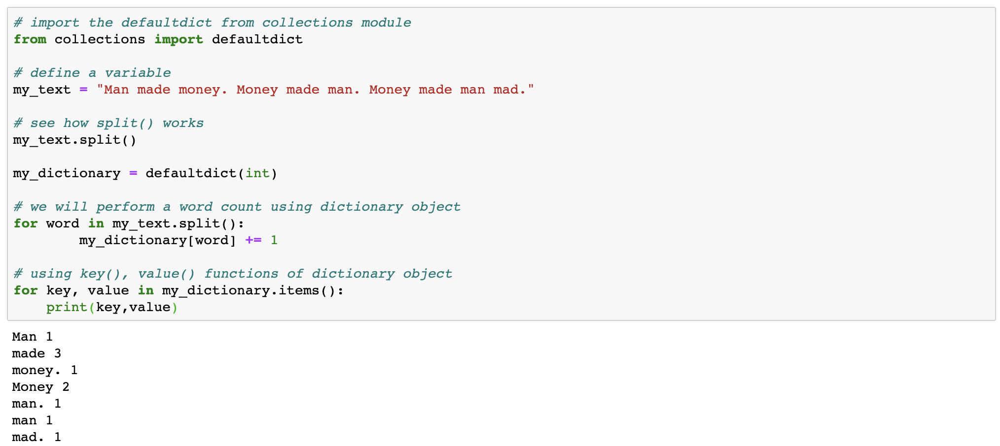 # import the defaultdict from collections module
from collections import defaultdict
# define a variable
my_text = "Man made money. Money made man. Money made man mad."
# see how split() works
my_text.split()
my_dictionary = defaultdict(int)
# we will perform a word count using dictionary object
for word in my_text.split():
        my_dictionary[word] += 1
# using key(), value() functions of dictionary object
for key, value in my_dictionary.items():
    print(key,value)
Man 1
made 3
money. 1
Money 2
man. 1
man 1
mad. 1